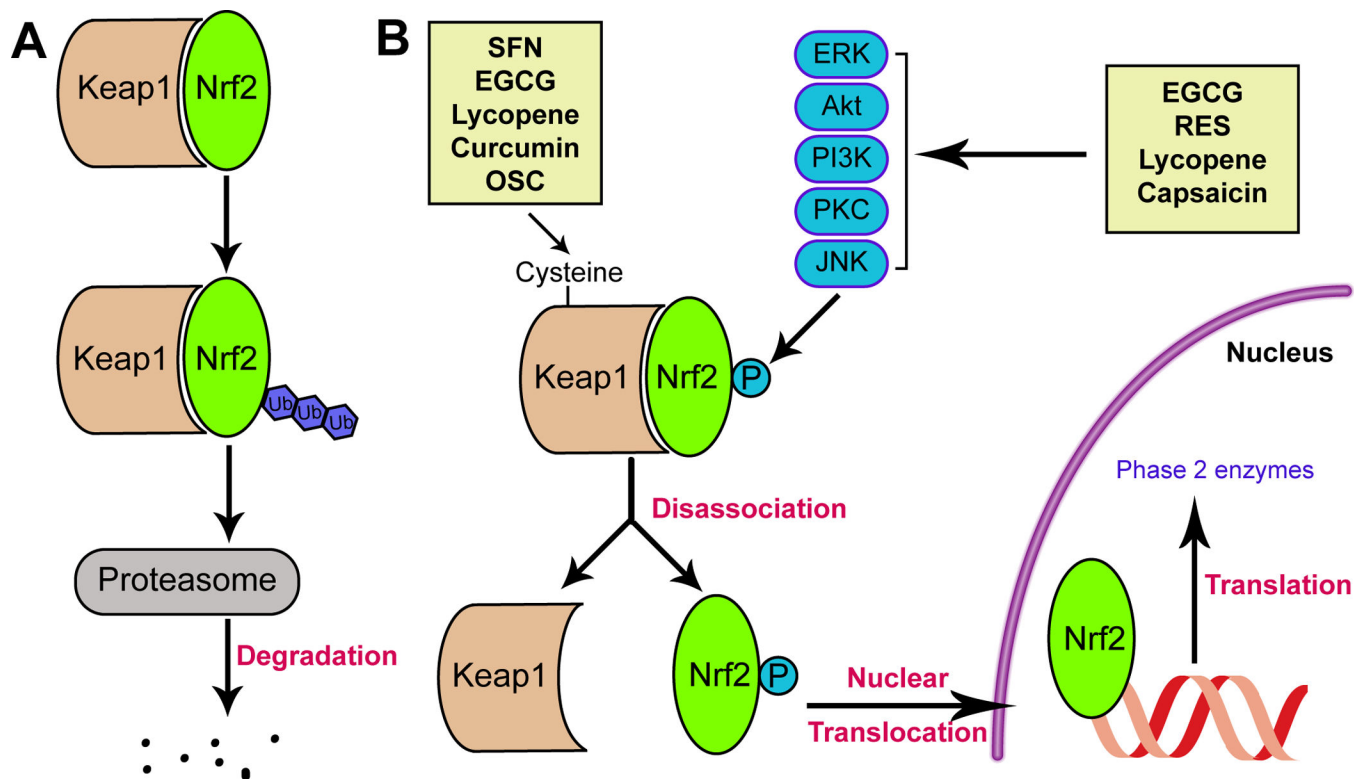 A
Keap1
Nrf2
Keap1
Nrf2
Ub
Ub
Ub
Proteasome
Degradation
B
SFN
EGCG
Lycopene
Curcumin
OSC
Cysteine
ERK
Akt
PI3K
PKC
JNK
EGCG
RES
Lycopene
Capsaicin
Keap1
Nrf2
P
Disassociation
Keap1
Nrf2
P
Nuclear
Translocation
Nucleus
Phase 2 enzymes
Translation
Nrf2